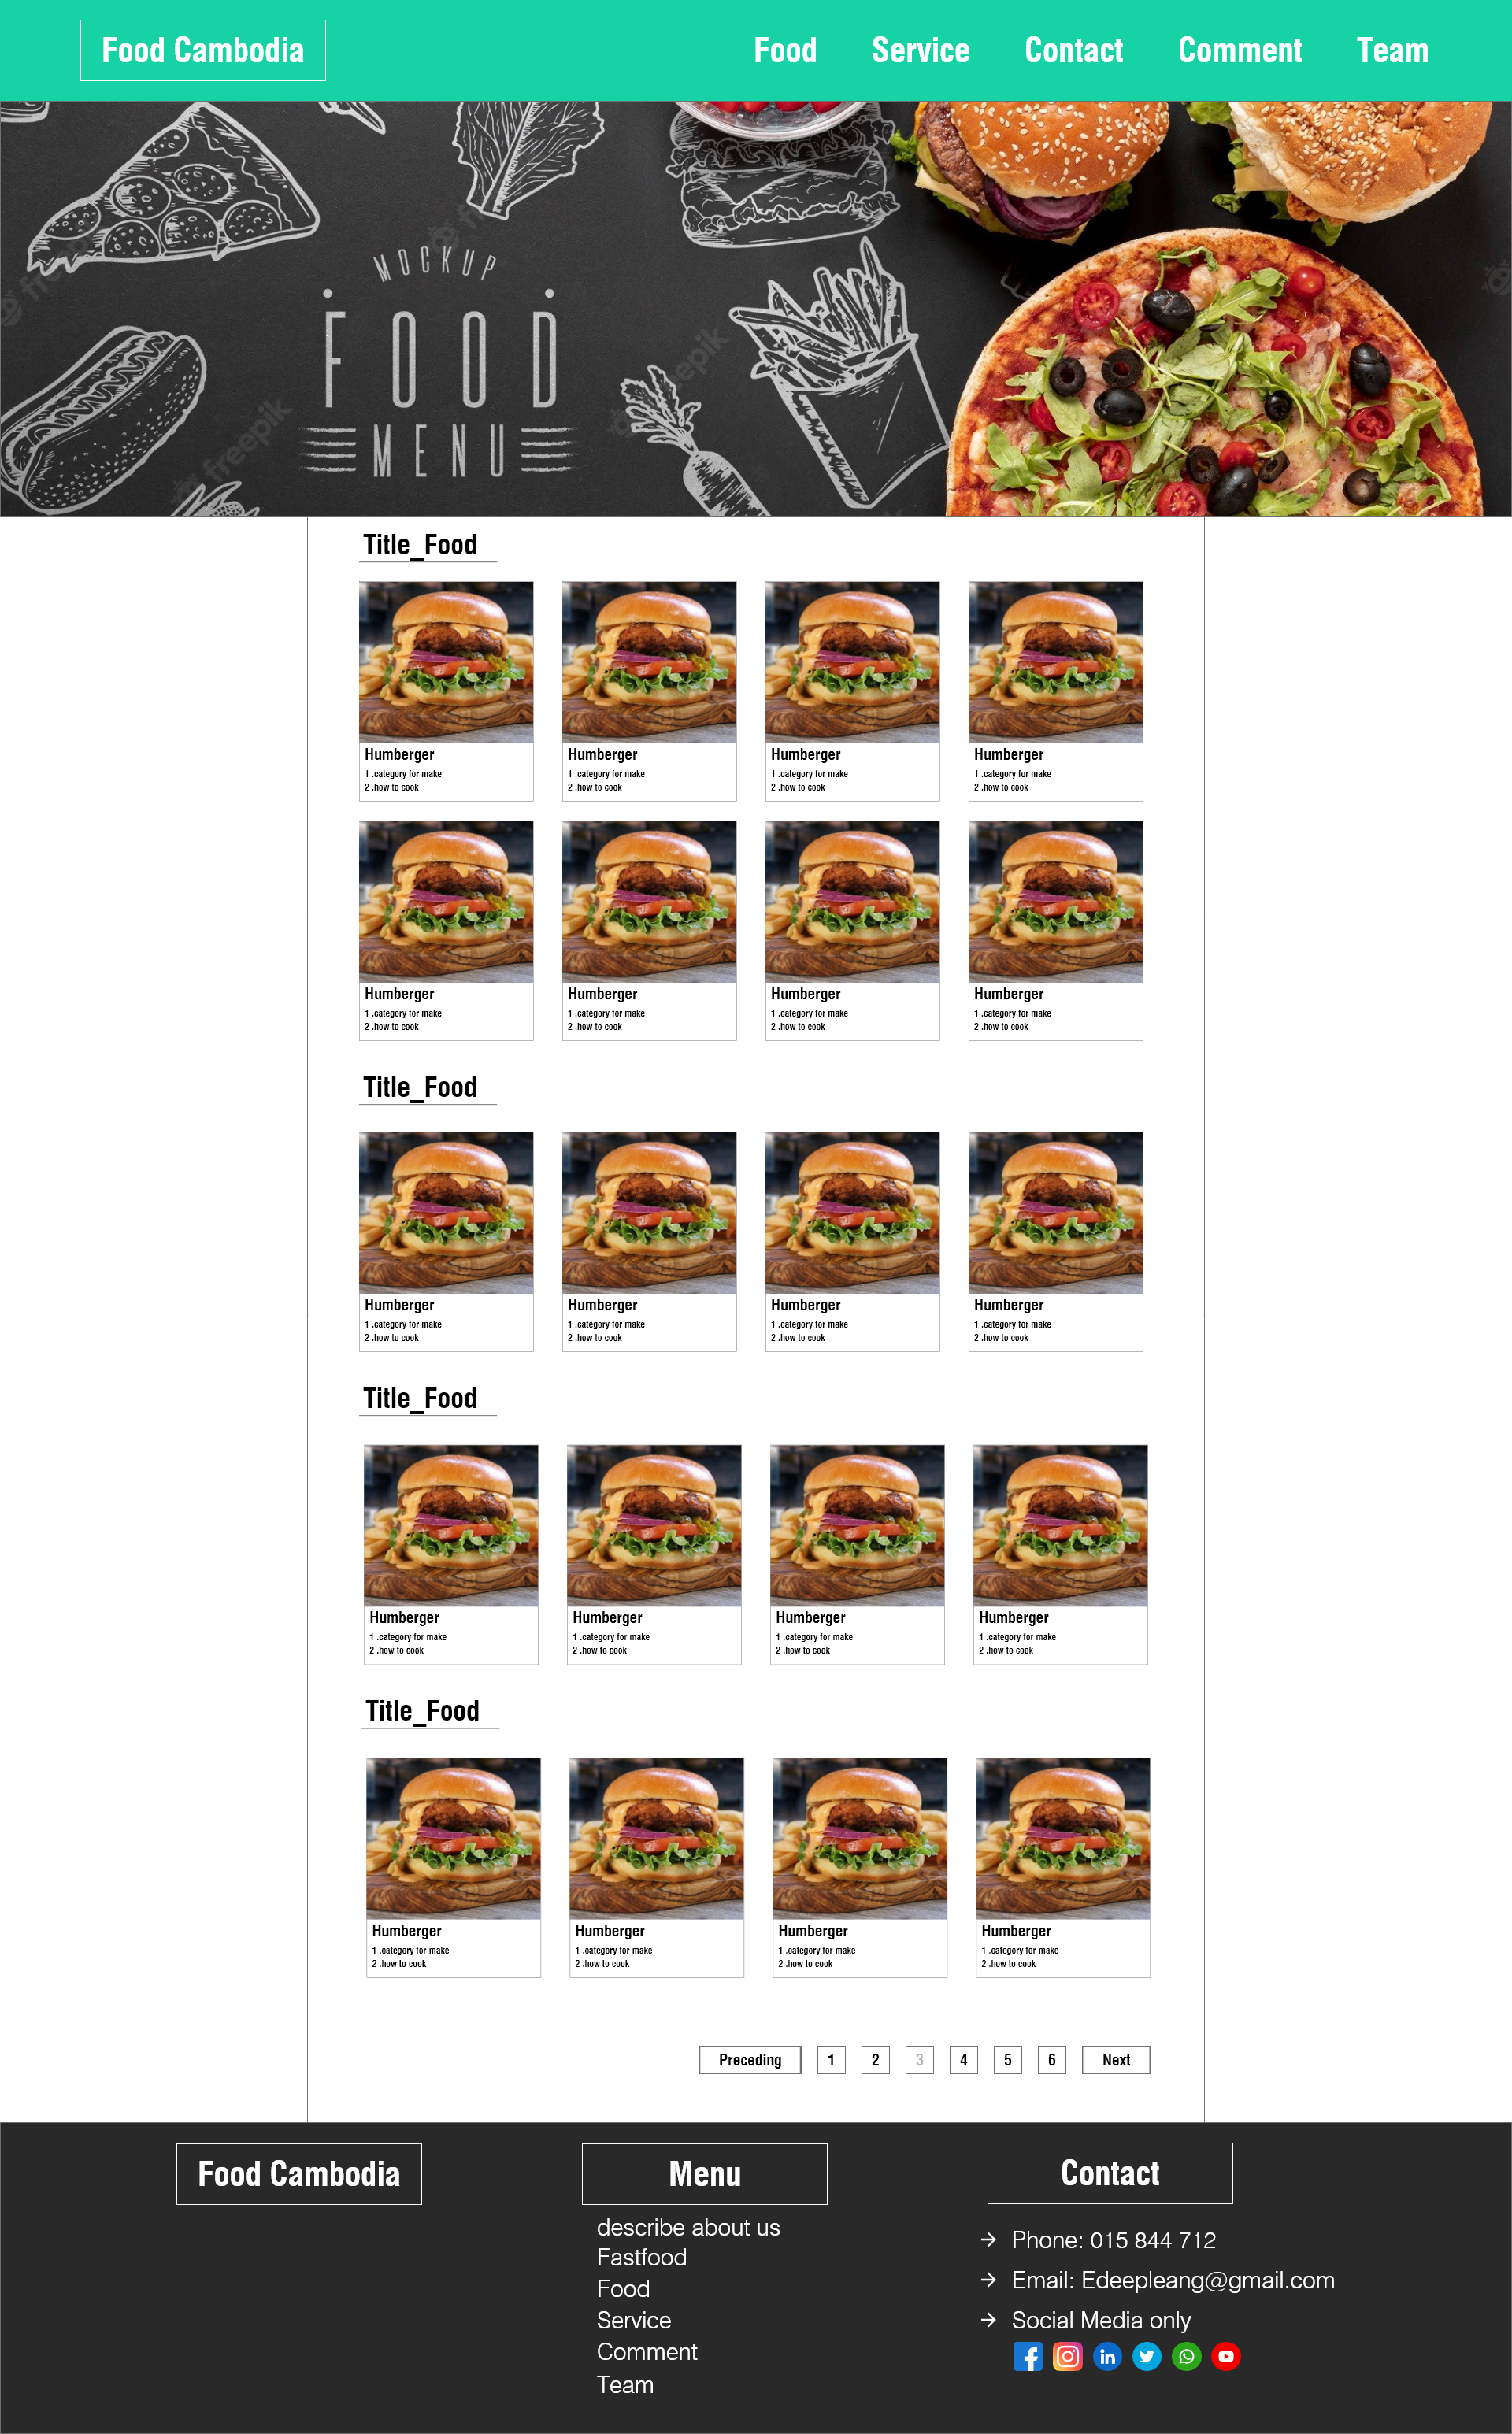 Food Cambodia
Food Service Contact Comment Team
MOCKUP
FOOD
MENU
freepik
freepik
Title_Food
Humberger Humberger Humberger Humberger
1 .category for make 1 .category for make 1 .category for make 1 .category for make
2 .how to cook 2 .how to cook 2 .how to cook 2 .how to cook
Humberger Humberger Humberger Humberger
1 .category for make 1 .category for make 1 .category for make 1 .category for make
2 .how to cook 2 .how to cook 2 .how to cook 2 .how to cook
Title_Food
Humberger Humberger Humberger Humberger
1 .category for make 1 .category for make 1 .category for make 1 .category for make
2 .how to cook 2 .how to cook 2 .how to cook 2 .how to cook
Title_Food
Humberger Humberger Humberger Humberger
1 .category for make 1 .category for make 1 .category for make 1 .category for make
2 .how to cook 2 .how to cook 2 .how to cook 2 .how to cook
Title_Food
Humberger Humberger Humberger Humberger
1 .category for make 1 .category for make 1 .category for make 1 .category for make
2 .how to cook 2 .how to cook 2 .how to cook 2 .how to cook
Preceding 1 2 3 4 5 6 Next
Food Cambodia
Menu
describe about us
Fastfood
Food
Service
Comment
Team
Contact
Phone: 015 844 712
Email: Edeepleang@gmail.com
Social Media only